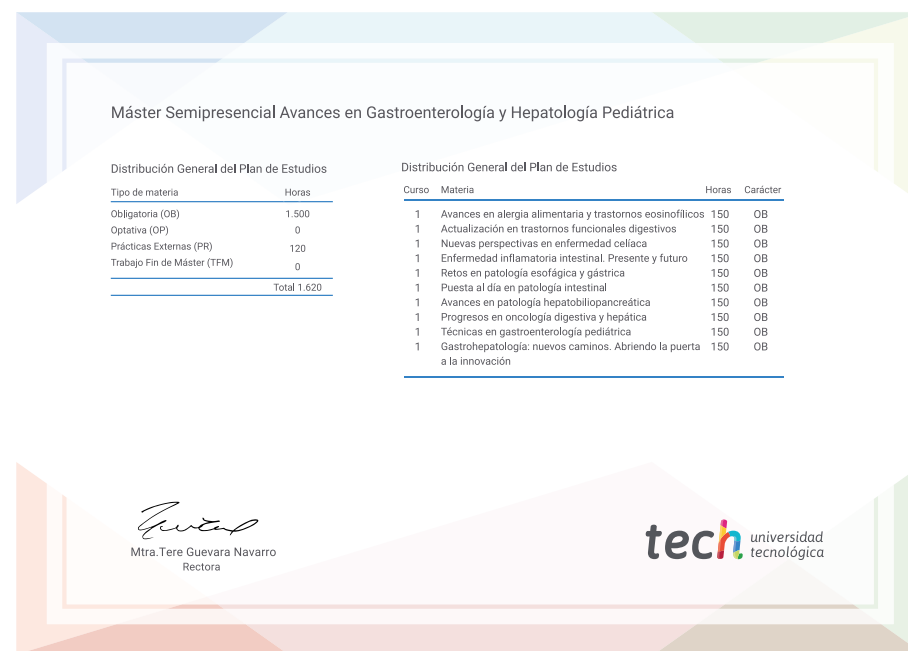 Máster Semipresencial Avances en Gastroenterología y Hepatología Pediátrica
Distribución General del Plan de Estudios
Tipo de materia Horas
Obligatoria (OB) 1.500
Optativa (OP) 0
Prácticas Externas (PR) 120
Trabajo Fin de Máster (TFM) 0
Total 1.620
Distribución General del Plan de Estudios
Curso Materia Horas Carácter
1 Avances en alergia alimentaria y trastornos eosinofílicos 150 OB
1 Actualización en trastornos funcionales digestivos 150 OB
1 Nuevas perspectivas en enfermedad celíaca 150 OB
1 Enfermedad inflamatoria intestinal. Presente y futuro 150 OB
1 Retos en patología esofágica y gástrica 150 OB
1 Puesta al día en patología intestinal 150 OB
1 Avances en patología hepatobiliopancreática 150 OB
1 Progresos en oncología digestiva y hepática 150 OB
1 Técnicas en gastroenterología pediátrica 150 OB
1 Gastrohepatología: nuevos caminos. Abriendo la puerta 150 OB
a la innovación
Mtra.Tere Guevara Navarro
Rectora
tech universidad
tecnológica